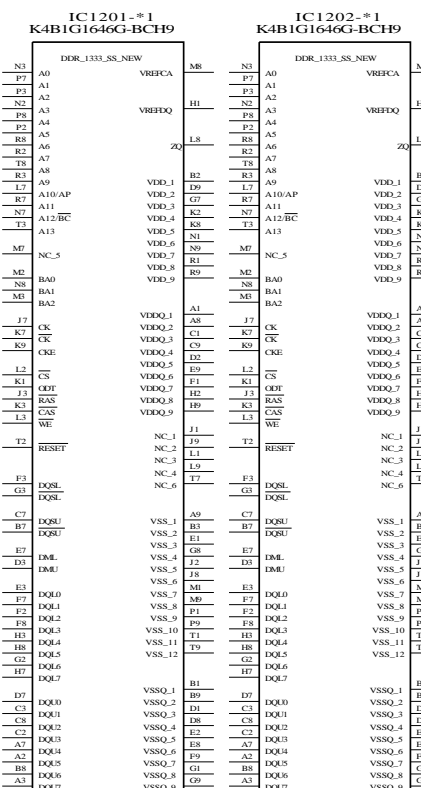 IC1201-*1
K4B1G1646G-BCH9
DDR_1333_SS_NEW
N3 A0 VREFCA M8
P7 A1
P3 A2
N2 A3 VREFDQ H1
P8 A4
P2 A5
R8 A6 ZQ L8
R2 A7
T8 A8
R3 A9 VDD_1 B2
L7 A10/AP VDD_2 D9
R7 A11 VDD_3 G7
N7 A12/BC VDD_4 K2
T3 A13 VDD_5 K8
VDD_6 N1
M7 NC_5 VDD_7 N9
VDD_8 R1
M2 BA0 VDD_9 R9
N8 BA1
M3 BA2
VDDQ_1 A1
J7 CK VDDQ_2 A8
K7 CK VDDQ_3 C1
K9 CKE VDDQ_4 C9
VDDQ_5 D2
L2 CS VDDQ_6 E9
K1 ODT VDDQ_7 F1
J3 RAS VDDQ_8 H2
K3 CAS VDDQ_9 H9
L3 WE
NC_1 J1
T2 RESET NC_2 J9
NC_3 L1
NC_4 L9
F3 DQSL NC_6 T7
G3 DQSL
C7 DQSU VSS_1 A9
B7 DQSU VSS_2 B3
VSS_3 E1
E7 DML VSS_4 G8
D3 DMU VSS_5 J2
VSS_6 J8
E3 DQL0 VSS_7 M1
F7 DQL1 VSS_8 M9
F2 DQL2 VSS_9 P1
F8 DQL3 VSS_10 P9
H3 DQL4 VSS_11 T1
H8 DQL5 VSS_12 T9
G2 DQL6
H7 DQL7
VSSQ_1 B1
D7 DQU0 VSSQ_2 B9
C3 DQU1 VSSQ_3 D1
C8 DQU2 VSSQ_4 D8
C2 DQU3 VSSQ_5 E2
A7 DQU4 VSSQ_6 E8
A2 DQU5 VSSQ_7 F9
B8 DQU6 VSSQ_8 G1
A3 DQU7 VSSQ_9 G9
IC1202-*1
K4B1G1646G-BCH9
DDR_1333_SS_NEW
N3 A0 VREFCA
P7 A1
P3 A2
N2 A3 VREFDQ
P8 A4
P2 A5
R8 A6 ZQ
R2 A7
T8 A8
R3 A9 VDD_1
L7 A10/AP VDD_2
R7 A11 VDD_3
N7 A12/BC VDD_4
T3 A13 VDD_5
VDD_6
M7 NC_5 VDD_7
VDD_8
M2 BA0 VDD_9
N8 BA1
M3 BA2
VDDQ_1
J7 CK VDDQ_2
K7 CK VDDQ_3
K9 CKE VDDQ_4
VDDQ_5
L2 CS VDDQ_6
K1 ODT VDDQ_7
J3 RAS VDDQ_8
K3 CAS VDDQ_9
L3 WE
NC_1
T2 RESET NC_2
NC_3
NC_4
F3 DQSL NC_6
G3 DQSL
C7 DQSU VSS_1
B7 DQSU VSS_2
VSS_3
E7 DML VSS_4
D3 DMU VSS_5
VSS_6
E3 DQL0 VSS_7
F7 DQL1 VSS_8
F2 DQL2 VSS_9
F8 DQL3 VSS_10
H3 DQL4 VSS_11
H8 DQL5 VSS_12
G2 DQL6
H7 DQL7
VSSQ_1
D7 DQU0 VSSQ_2
C3 DQU1 VSSQ_3
C8 DQU2 VSSQ_4
C2 DQU3 VSSQ_5
A7 DQU4 VSSQ_6
A2 DQU5 VSSQ_7
B8 DQU6 VSSQ_8
A3 DQU7 VSSQ_9